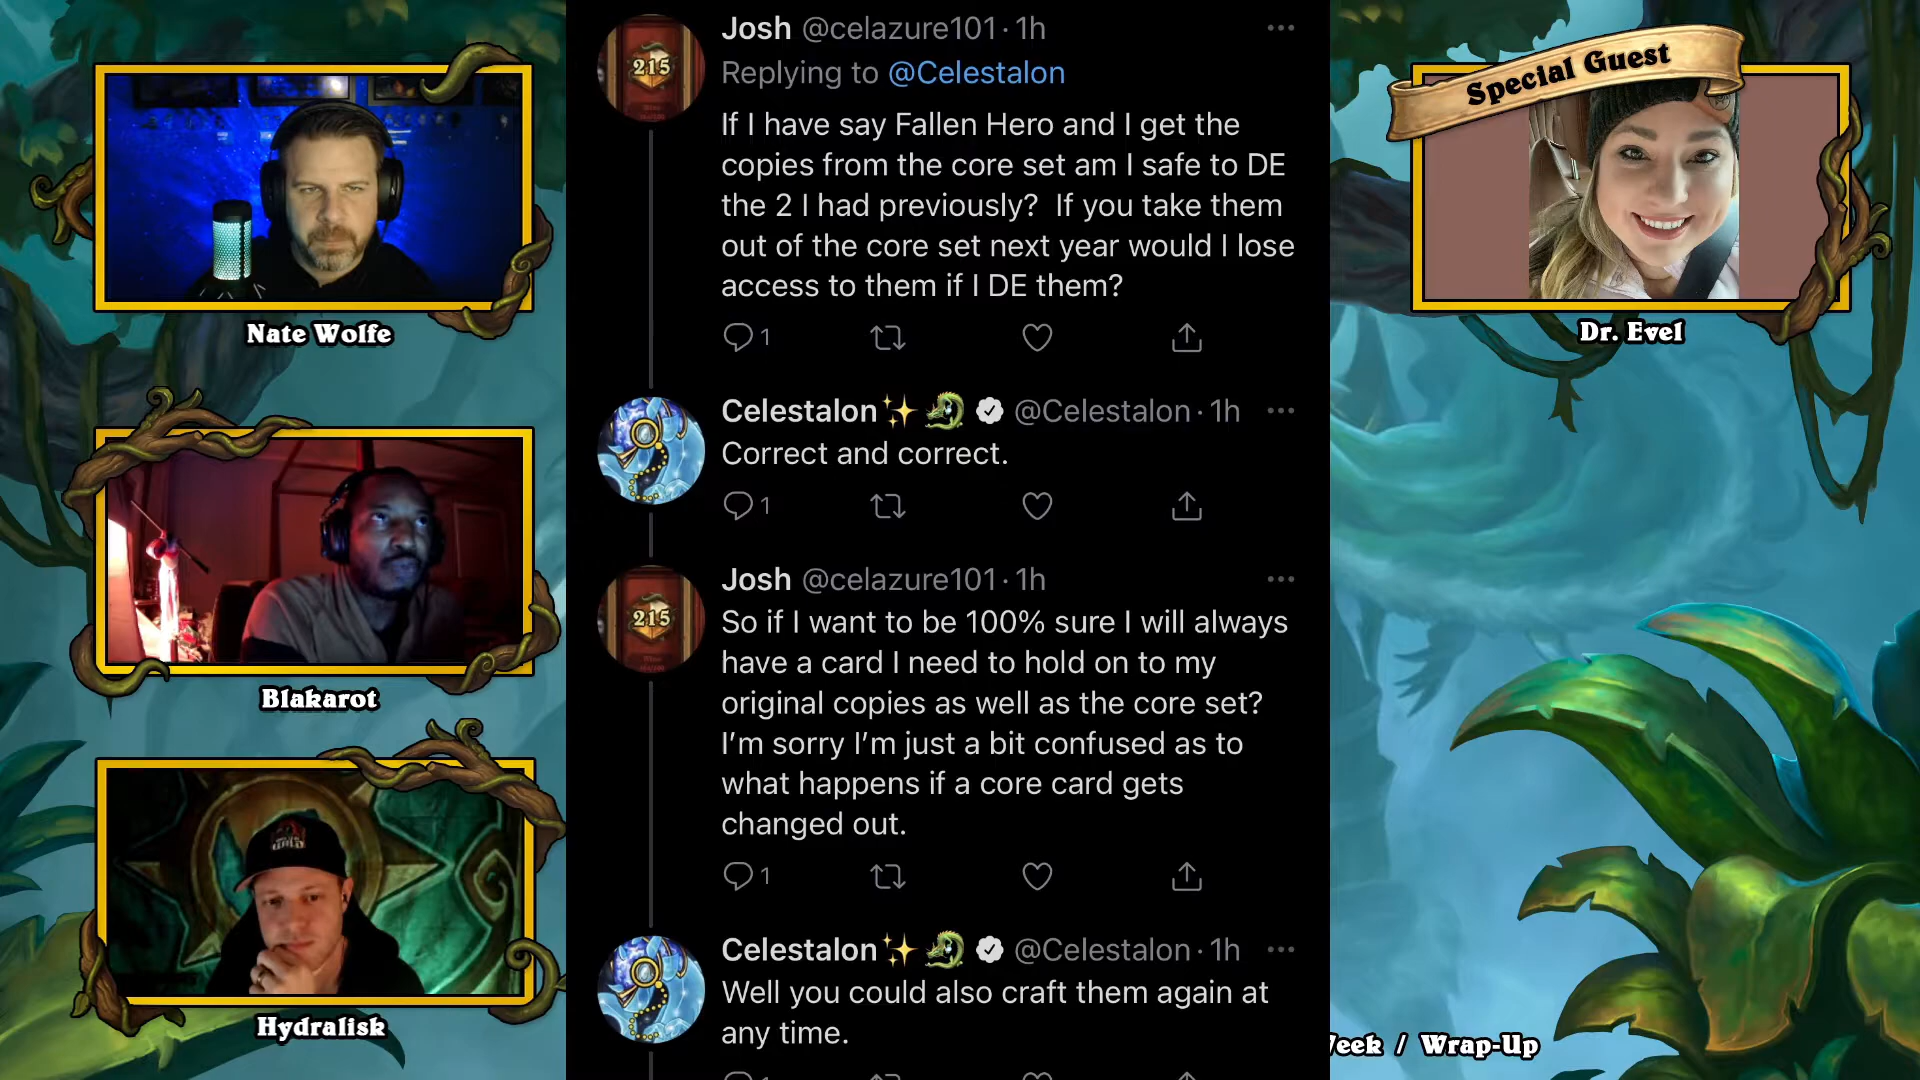 Nate Wolfe
Blakarot
Hydralisk
215
Josh @celazure101 · 1h
Replying to @Celestalon
If I have say Fallen Hero and I get the
copies from the core set am I safe to DE
the 2 I had previously?  If you take them
out of the core set next year would I lose
access to them if I DE them?
1
Celestalon✨🐉 @Celestalon · 1h
Correct and correct.
1
215
Josh @celazure101 · 1h
So if I want to be 100% sure I will always
have a card I need to hold on to my
original copies as well as the core set?
I’m sorry I’m just a bit confused as to
what happens if a core card gets
changed out.
1
Celestalon✨🐉 @Celestalon · 1h
Well you could also craft them again at
any time.
Special Guest
Dr. Evel
/ Wrap-Up